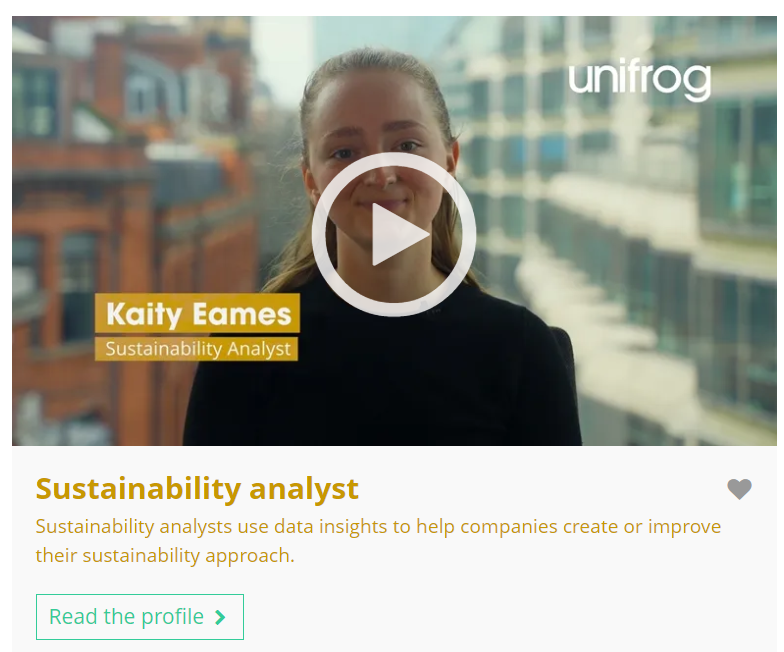 unifrog
Kaity Eames
Sustainability Analyst
Sustainability analyst
Sustainability analysts use data insights to help companies create or improve
their sustainability approach.
Read the profile